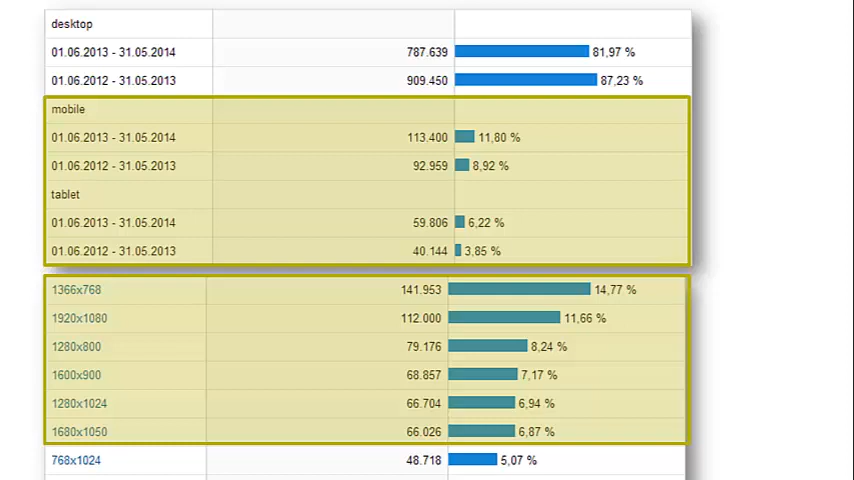 desktop
01.06.2013 - 31.05.2014 787.639 81,97 %
01.06.2012 - 31.05.2013 909.450 87,23 %
mobile
01.06.2013 - 31.05.2014 113.400 11,80 %
01.06.2012 - 31.05.2013 92.959 8,92 %
tablet
01.06.2013 - 31.05.2014 59.806 6,22 %
01.06.2012 - 31.05.2013 40.144 3,85 %
1366x768 141.953 14,77 %
1920x1080 112.000 11,66 %
1280x800 79.176 8,24 %
1600x900 68.857 7,17 %
1280x1024 66.704 6,94 %
1680x1050 66.026 6,87 %
768x1024 48.718 5,07 %